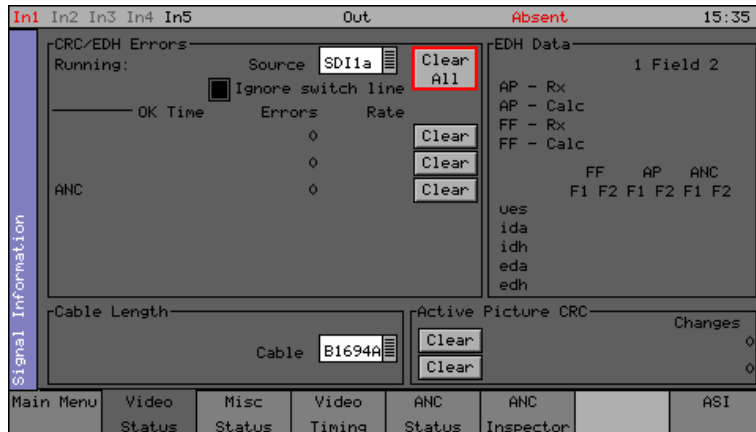 In1 In2 In3 In4 In5 Out Absent 15:35
CRC/EDH Errors
Running: Source SDI1a Clear All
Ignore switch line
OK Time Errors Rate
0 Clear
0 Clear
ANC 0 Clear
EDH Data
1 Field 2
AP - Rx
AP - Calc
FF - Rx
FF - Calc
FF AP ANC
F1 F2 F1 F2 F1 F2
ues
ida
idh
eda
edh
Signal Information
Cable Length
Cable B1694A
Active Picture CRC
Changes
Clear 0
Clear 0
Main Menu
Video Status
Misc Status
Video Timing
ANC Status
ANC Inspector
ASI